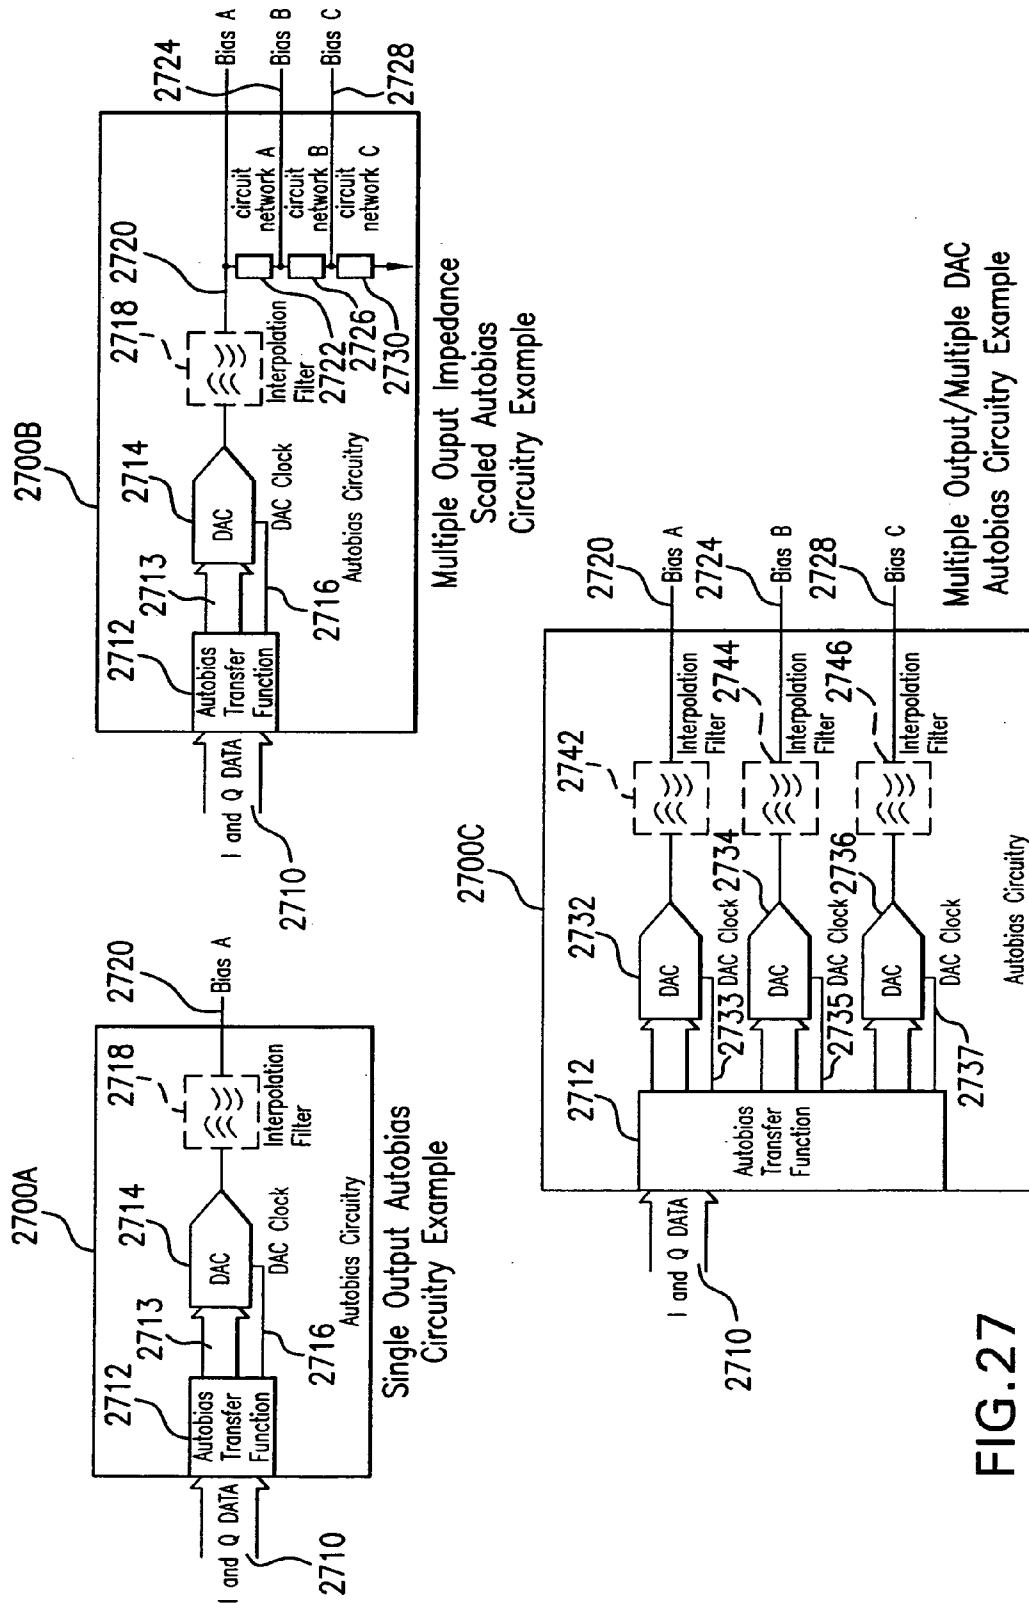 2700A
I and Q DATA
2710
2712
Autobias
Transfer
Function
2713
2714
DAC
2716
DAC Clock
2718
Interpolation
Filter
2720
Bias A
Autobias Circuitry
Single Output Autobias
Circuitry Example
2700B
I and Q DATA
2710
2712
Autobias
Transfer
Function
2713
2714
DAC
2716
DAC Clock
2718
Interpolation
Filter
2720
circuit
network A
circuit
network B
circuit
network C
2722
2726
2730
Bias A
2724
Bias B
Bias C
2728
Autobias Circuitry
Multiple Ouput Impedance
Scaled Autobias
Circuitry Example
2700C
I and Q DATA
2710
2712
Autobias
Transfer
Function
2732
DAC
DAC Clock
2733
2734
DAC
DAC Clock
2735
2736
DAC
DAC Clock
2737
2742
Interpolation
Filter
2744
Interpolation
Filter
2746
Interpolation
Filter
2720
Bias A
2724
Bias B
2728
Bias C
Autobias Circuitry
Multiple Output/Multiple DAC
Autobias Circuitry Example
FIG.27